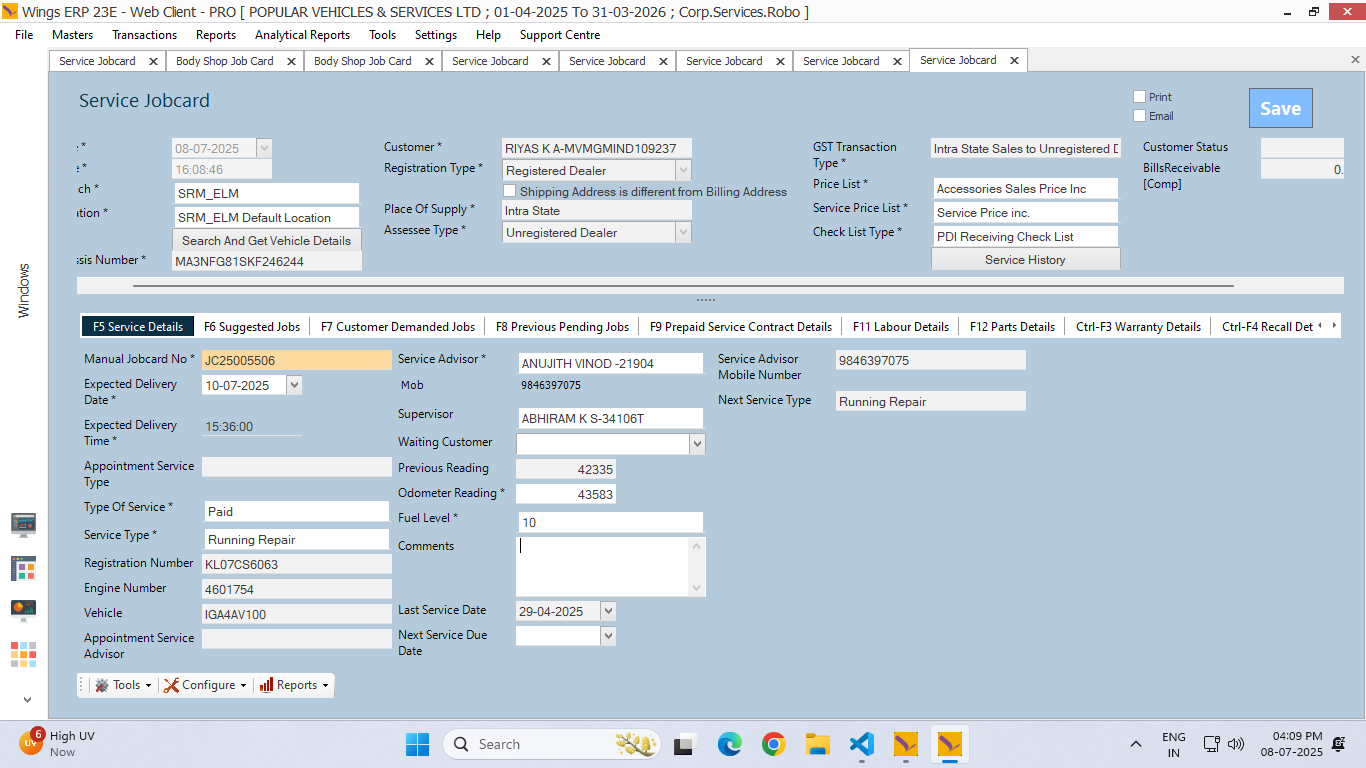 Wings ERP 23E - Web Client - PRO [ POPULAR VEHICLES & SERVICES LTD ; 01-04-2025 To 31-03-2026 ; Corp.Services.Robo ]
File Masters Transactions Reports Analytical Reports Tools Settings Help Support Centre
Service Jobcard Body Shop Job Card Body Shop Job Card Service Jobcard Service Jobcard Service Jobcard Service Jobcard Service Jobcard
Service Jobcard
Print
Email
Save
08-07-2025
16:08:46
ch * SRM_ELM
ation * SRM_ELM Default Location
Search And Get Vehicle Details
sis Number * MA3NFG81SKF246244
Customer * RIYAS K A-MVMGMIND109237
Registration Type * Registered Dealer
Shipping Address is different from Billing Address
Place Of Supply * Intra State
Assessee Type * Unregistered Dealer
GST Transaction Type * Intra State Sales to Unregistered D
Price List * Accessories Sales Price Inc
Service Price List * Service Price inc.
Check List Type * PDI Receiving Check List
Service History
Customer Status
BillsReceivable [Comp] 0.
Windows
F5 Service Details F6 Suggested Jobs F7 Customer Demanded Jobs F8 Previous Pending Jobs F9 Prepaid Service Contract Details F11 Labour Details F12 Parts Details Ctrl-F3 Warranty Details Ctrl-F4 Recall Det
Manual Jobcard No * JC25005506
Expected Delivery Date * 10-07-2025
Expected Delivery Time * 15:36:00
Appointment Service Type
Type Of Service * Paid
Service Type * Running Repair
Registration Number KL07CS6063
Engine Number 4601754
Vehicle IGA4AV100
Appointment Service Advisor
Service Advisor * ANUJITH VINOD -21904
Mob 9846397075
Supervisor ABHIRAM K S-34106T
Waiting Customer
Previous Reading 42335
Odometer Reading * 43583
Fuel Level * 10
Comments
Last Service Date 29-04-2025
Next Service Due Date
Service Advisor Mobile Number 9846397075
Next Service Type Running Repair
Tools Configure Reports
6
UV
High UV
Now
Search
ENG
IN
04:09 PM
08-07-2025